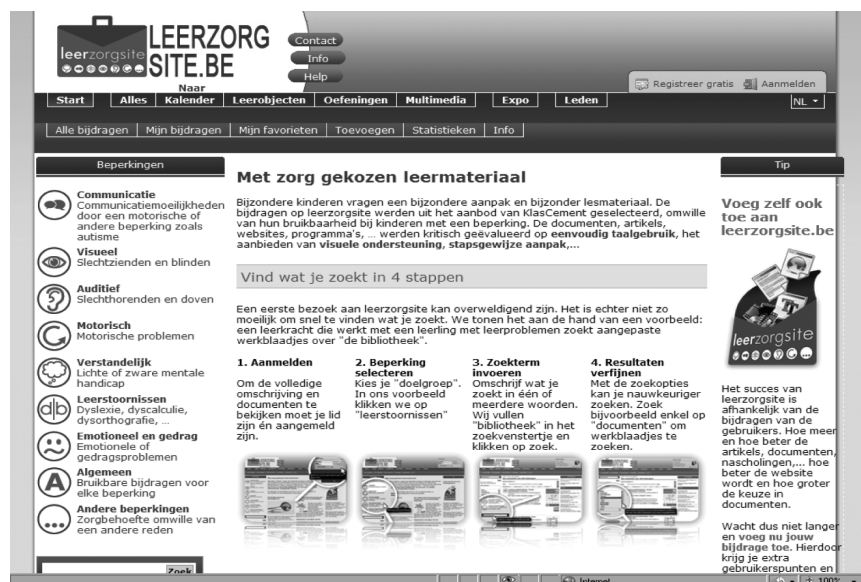 leerzorgsite
LEERZORG
SITE.BE
Contact
Info
Help
Registreer gratis Aanmelden
Naar
Start Alles Kalender Leerobjecten Oefeningen Multimedia Expo Leden NL
Alle bijdragen Mijn bijdragen Mijn favorieten Toevoegen Statistieken Info
Beperkingen
Communicatie
Communicatiemoeilijkheden
door een motorische of
andere beperking zoals
autisme
Visueel
Slechtzienden en blinden
Auditief
Slechthorenden en doven
Motorisch
Motorische problemen
Verstandelijk
Lichte of zware mentale
handicap
dlb
Leerstoornissen
Dyslexie, dyscalculie,
dysorthografie, ...
Emotioneel en gedrag
Emotionele of
gedragsproblemen
A
Algemeen
Bruikbare bijdragen voor
elke beperking
Andere beperkingen
Zorgbehoefte omwille van
een andere reden
Zoek
Met zorg gekozen leermateriaal
Bijzondere kinderen vragen een bijzondere aanpak en bijzonder lesmateriaal. De
bijdragen op leerzorgsite werden uit het aanbod van KlasCement geselecteerd, omwille
van hun bruikbaarheid bij kinderen met een beperking. De documenten, artikels,
websites, programma's, ... werden kritisch geëvalueerd op eenvoudig taalgebruik, het
aanbieden van visuele ondersteuning, stapsgewijze aanpak,...
Vind wat je zoekt in 4 stappen
Een eerste bezoek aan leerzorgsite kan overweldigend zijn. Het is echter niet zo
moeilijk om snel te vinden wat je zoekt. We tonen het aan de hand van een voorbeeld:
een leerkracht die werkt met een leerling met leerproblemen zoekt aangepaste
werkblaadjes over "de bibliotheek".
1. Aanmelden
Om de volledige
omschrijving en
documenten te
bekijken moet je lid
zijn én aangemeld
zijn.
2. Beperking
selecteren
Kies je "doelgroep".
In ons voorbeeld
klikken we op
"leerstoornissen"
3. Zoekterm
invoeren
Omschrijf wat je
zoekt in één of
meerdere woorden.
Wij vullen
"bibliotheek" in het
zoekvenstertje en
klikken op zoek.
4. Resultaten
verfijnen
Met de zoekopties
kan je nauwkeuriger
zoeken. Zoek
bijvoorbeeld enkel op
"documenten" om
werkblaadjes te
zoeken.
Tip
Voeg zelf ook
toe aan
leerzorgsite.be
leerzorgsite
Het succes van
leerzorgsite is
afhankelijk van de
bijdragen van de
gebruikers. Hoe meer
en hoe beter de
artikels, documenten,
nascholingen,... hoe
beter de website
wordt en hoe groter
de keuze in
documenten.
Wacht dus niet langer
en voeg nu jouw
bijdrage toe. Hierdoor
krijg je extra
gebruikerspunten en
Internet
100%